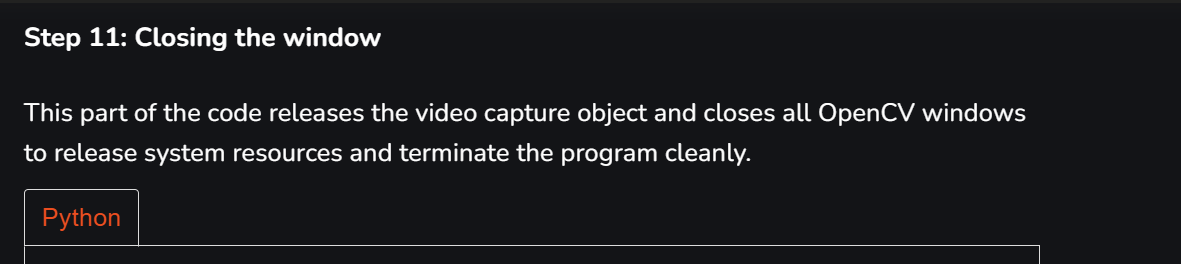 Step 11: Closing the window
This part of the code releases the video capture object and closes all OpenCV windows
to release system resources and terminate the program cleanly.
Python